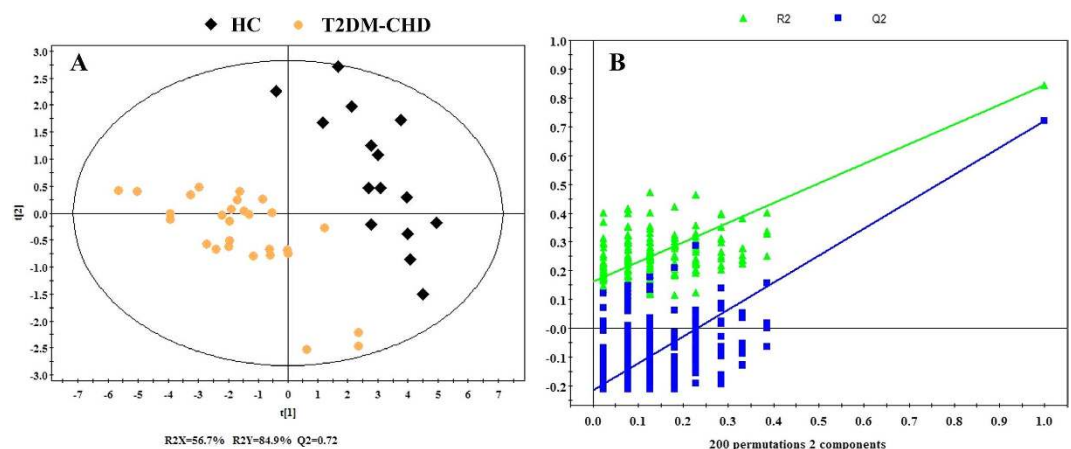 HC T2DM-CHD
A
3.0
2.5
2.0
1.5
1.0
0.5
0.0
-0.5
-1.0
-1.5
-2.0
-2.5
-3.0
t[2]
-7 -6 -5 -4 -3 -2 -1 0 1 2 3 4 5 6 7
t[1]
R2X=56.7% R2Y=84.9% Q2=0.72
R2 Q2
B
1.0
0.9
0.8
0.7
0.6
0.5
0.4
0.3
0.2
0.1
-0.0
-0.1
-0.2
0.0 0.1 0.2 0.3 0.4 0.5 0.6 0.7 0.8 0.9 1.0
200 permutations 2 components